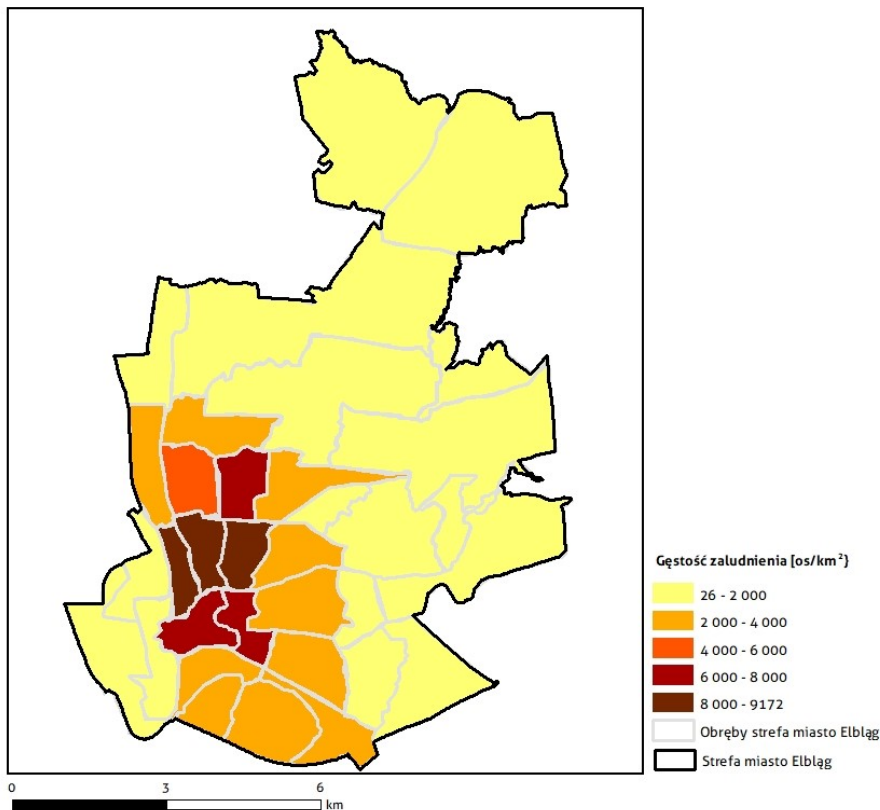 Gęstość zaludnienia [os/km²}
26 - 2 000
2 000 - 4 000
4 000 - 6 000
6 000 - 8 000
8 000 - 9172
Obręby strefa miasto Elbląg
Strefa miasto Elbląg
0 3 6
km